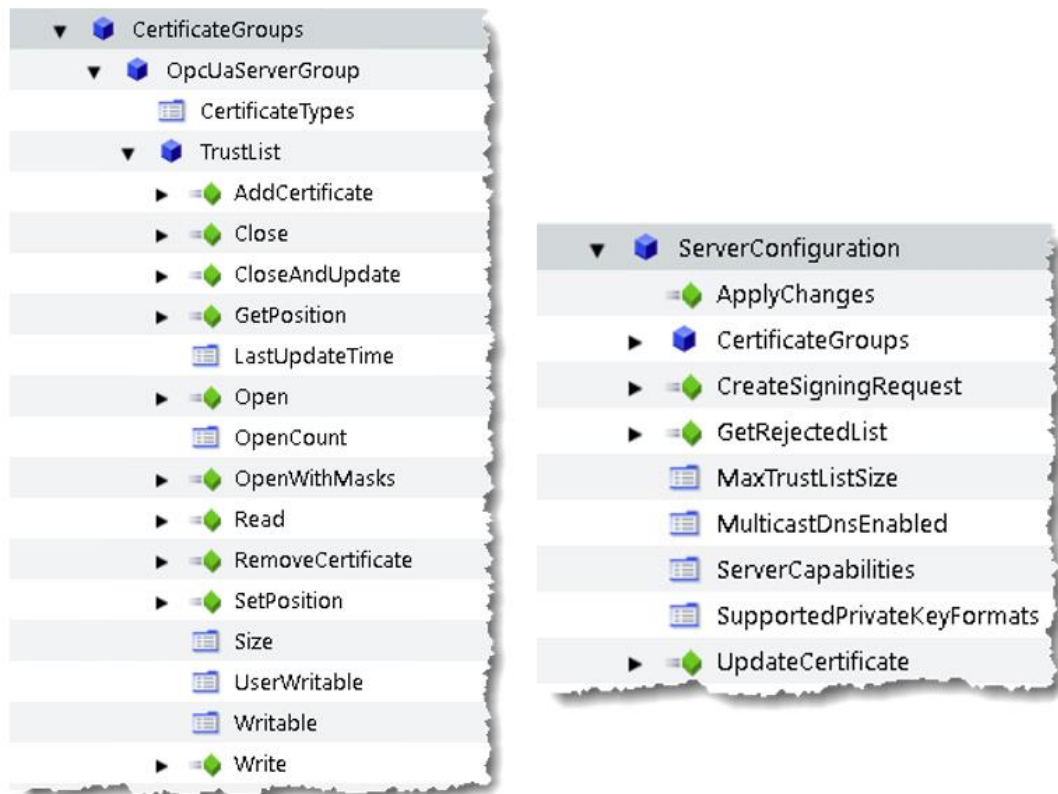 CertificateGroups
OpcUaServerGroup
CertificateTypes
TrustList
AddCertificate
Close
CloseAndUpdate
GetPosition
LastUpdateTime
Open
OpenCount
OpenWithMasks
Read
RemoveCertificate
SetPosition
Size
UserWritable
Writable
Write
ServerConfiguration
ApplyChanges
CertificateGroups
CreateSigningRequest
GetRejectedList
MaxTrustListSize
MulticastDnsEnabled
ServerCapabilities
SupportedPrivateKeyFormats
UpdateCertificate